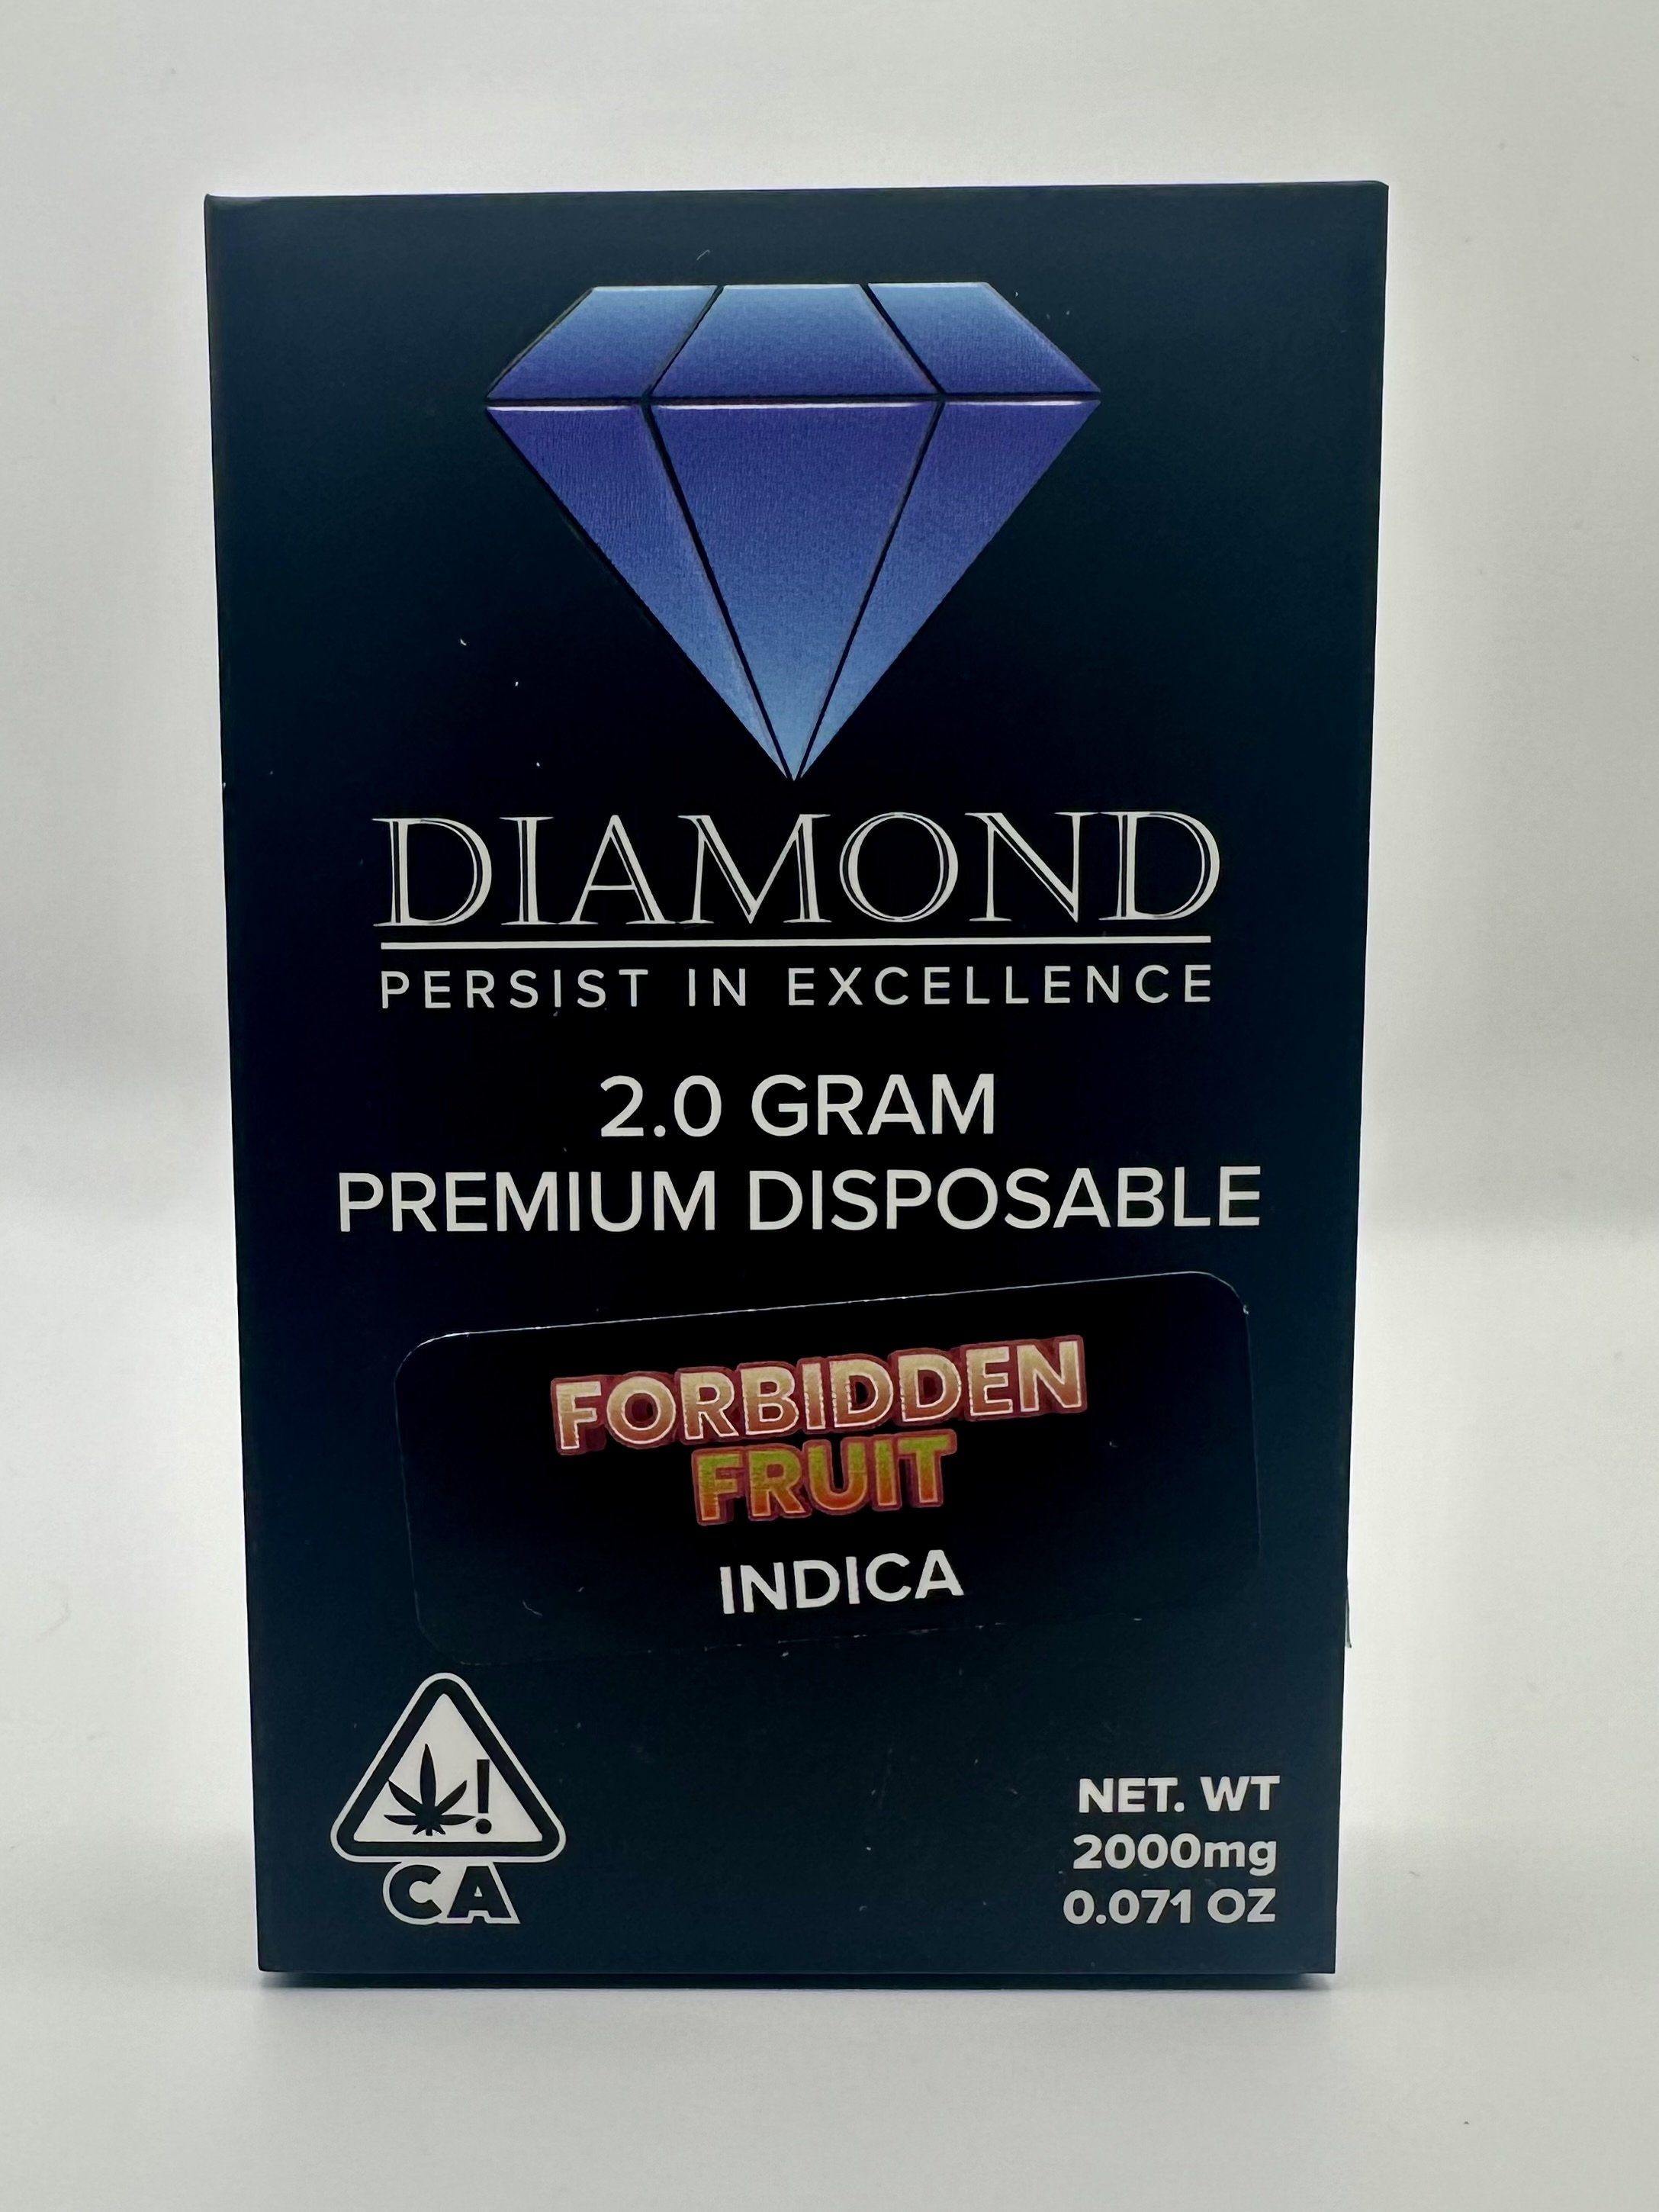 DIAMOND
PERSIST IN EXCELLENCE
2.0 GRAM
PREMIUM DISPOSABLE
FORBIDDEN
FRUIT
INDICA
!
CA
NET. WT
2000mg
0.071 OZ